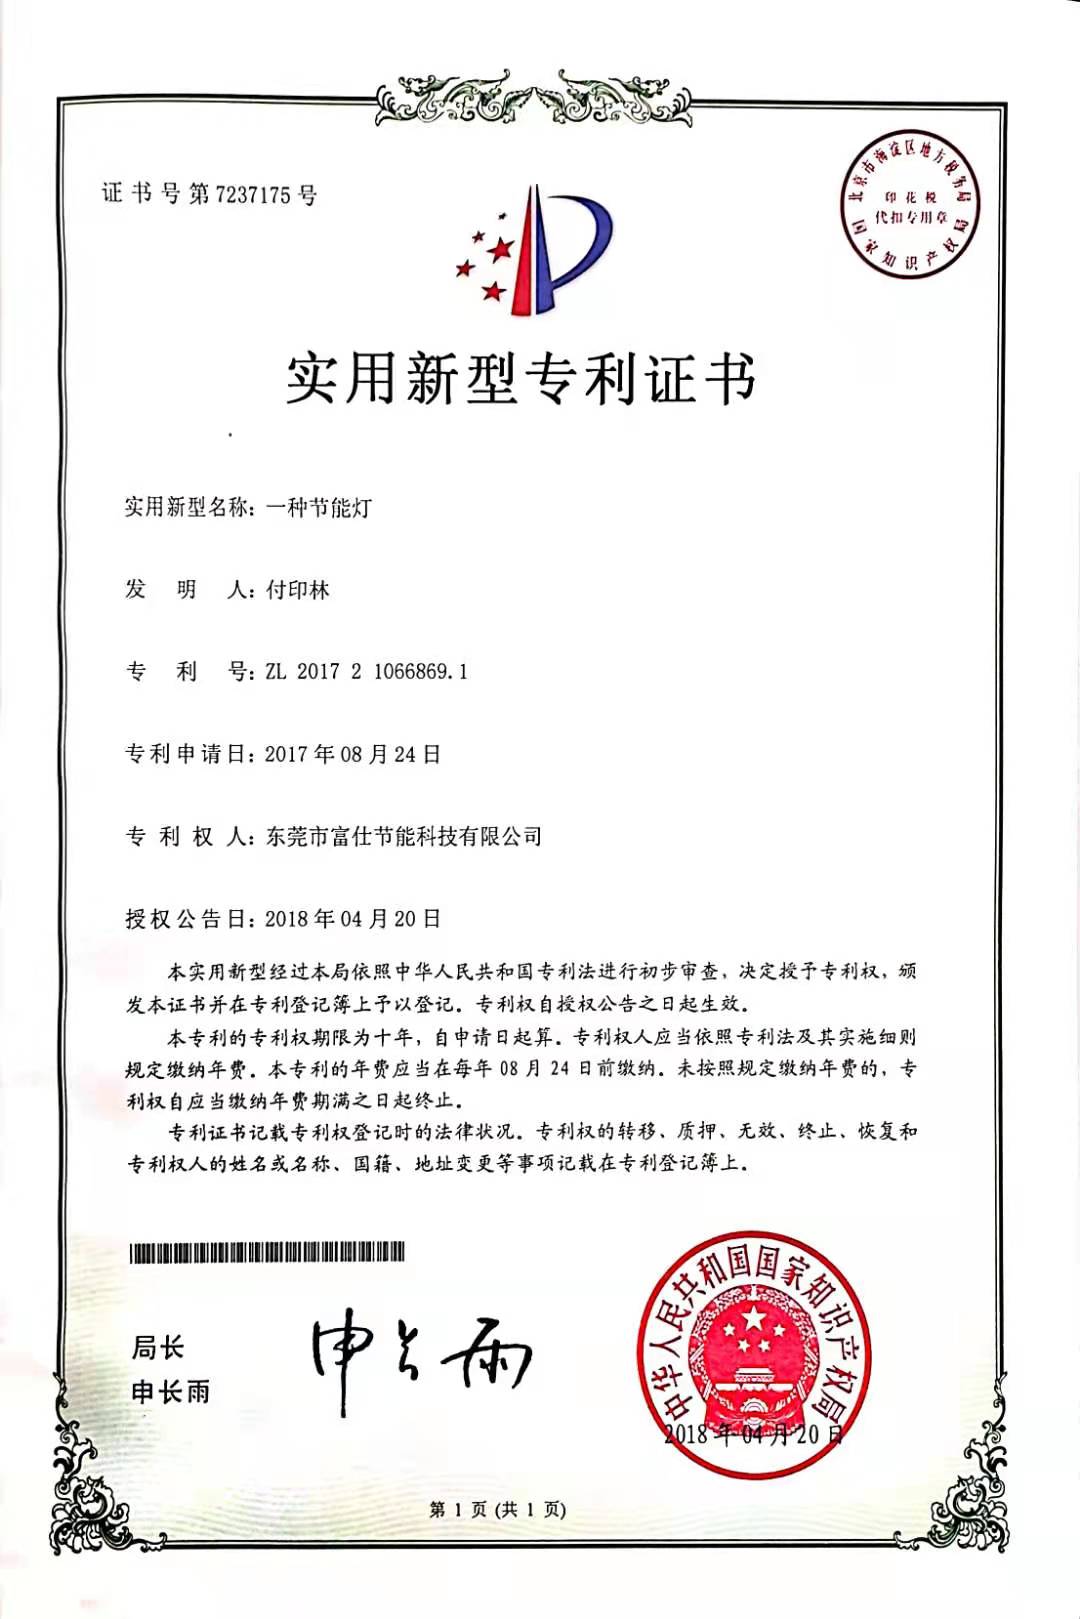 证书号第7237175号
北京市海淀区地方税务局
印花税
代扣专用章
国家知识产权局
实用新型专利证书
实用新型名称：一种节能灯
发明人：付印林
专利号：ZL 2017 2 1066869.1
专利申请日：2017年08月24日
专利权人：东莞市富仕节能科技有限公司
授权公告日：2018年04月20日
本实用新型经过本局依照中华人民共和国专利法进行初步审查，决定授予专利权，颁
发本证书并在专利登记簿上予以登记。专利权自授权公告之日起生效。
本专利的专利权期限为十年，自申请日起算。专利权人应当依照专利法及其实施细则
规定缴纳年费。本专利的年费应当在每年08月24日前缴纳。未按照规定缴纳年费的，专
利权自应当缴纳年费期满之日起终止。
专利证书记载专利权登记时的法律状况。专利权的转移、质押、无效、终止、恢复和
专利权人的姓名或名称、国籍、地址变更等事项记载在专利登记簿上。
局长
申长雨
申长雨
中华人民共和国国家知识产权局
2018年04月20日
第1页(共1页)